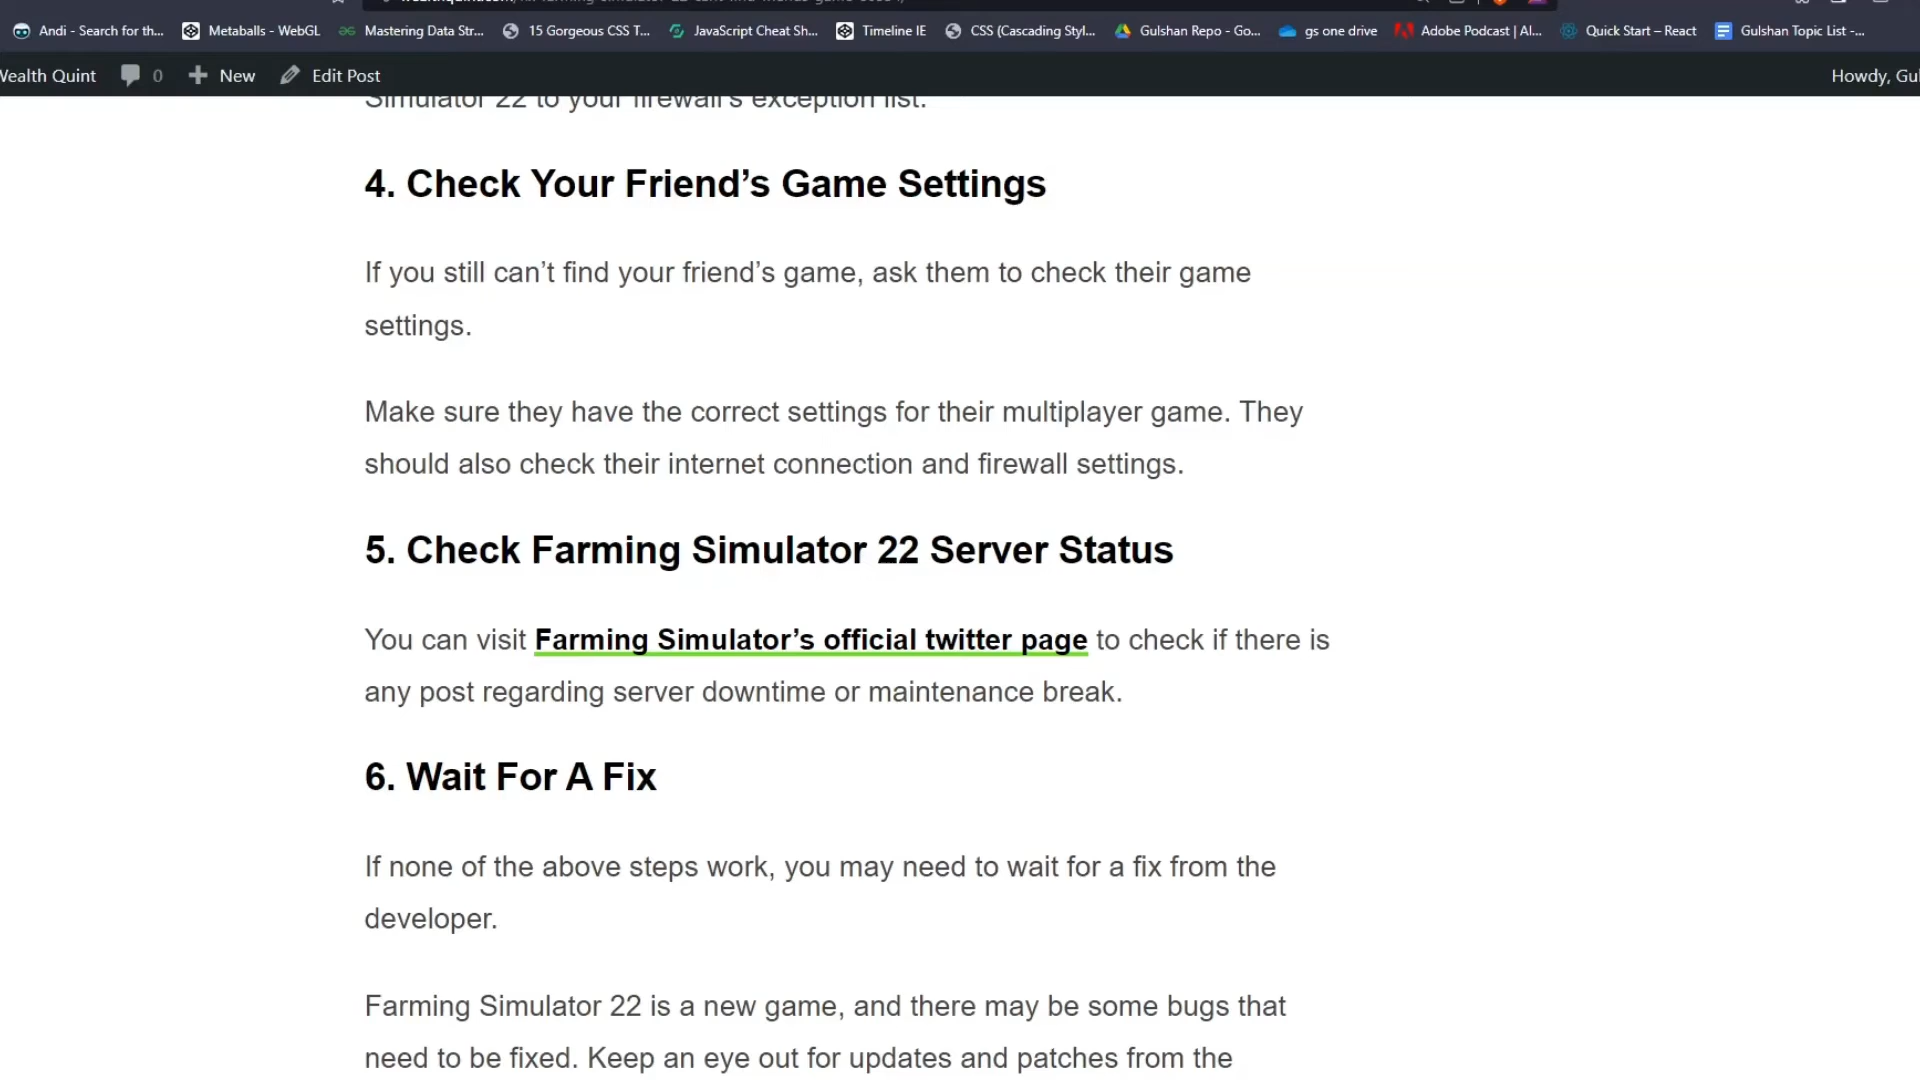 Andi - Search for th... Metaballs - WebGL Mastering Data Str... 15 Gorgeous CSS T... JavaScript Cheat Sh... Timeline IE CSS (Cascading Styl... Gulshan Repo - Go... gs one drive Adobe Podcast | AI... Quick Start – React Gulshan Topic List -...
Wealth Quint 0 New Edit Post Howdy, Gul
Simulator 22 to your firewall's exception list.
4. Check Your Friend’s Game Settings
If you still can’t find your friend’s game, ask them to check their game
settings.
Make sure they have the correct settings for their multiplayer game. They
should also check their internet connection and firewall settings.
5. Check Farming Simulator 22 Server Status
You can visit Farming Simulator’s official twitter page to check if there is
any post regarding server downtime or maintenance break.
6. Wait For A Fix
If none of the above steps work, you may need to wait for a fix from the
developer.
Farming Simulator 22 is a new game, and there may be some bugs that
need to be fixed. Keep an eye out for updates and patches from the